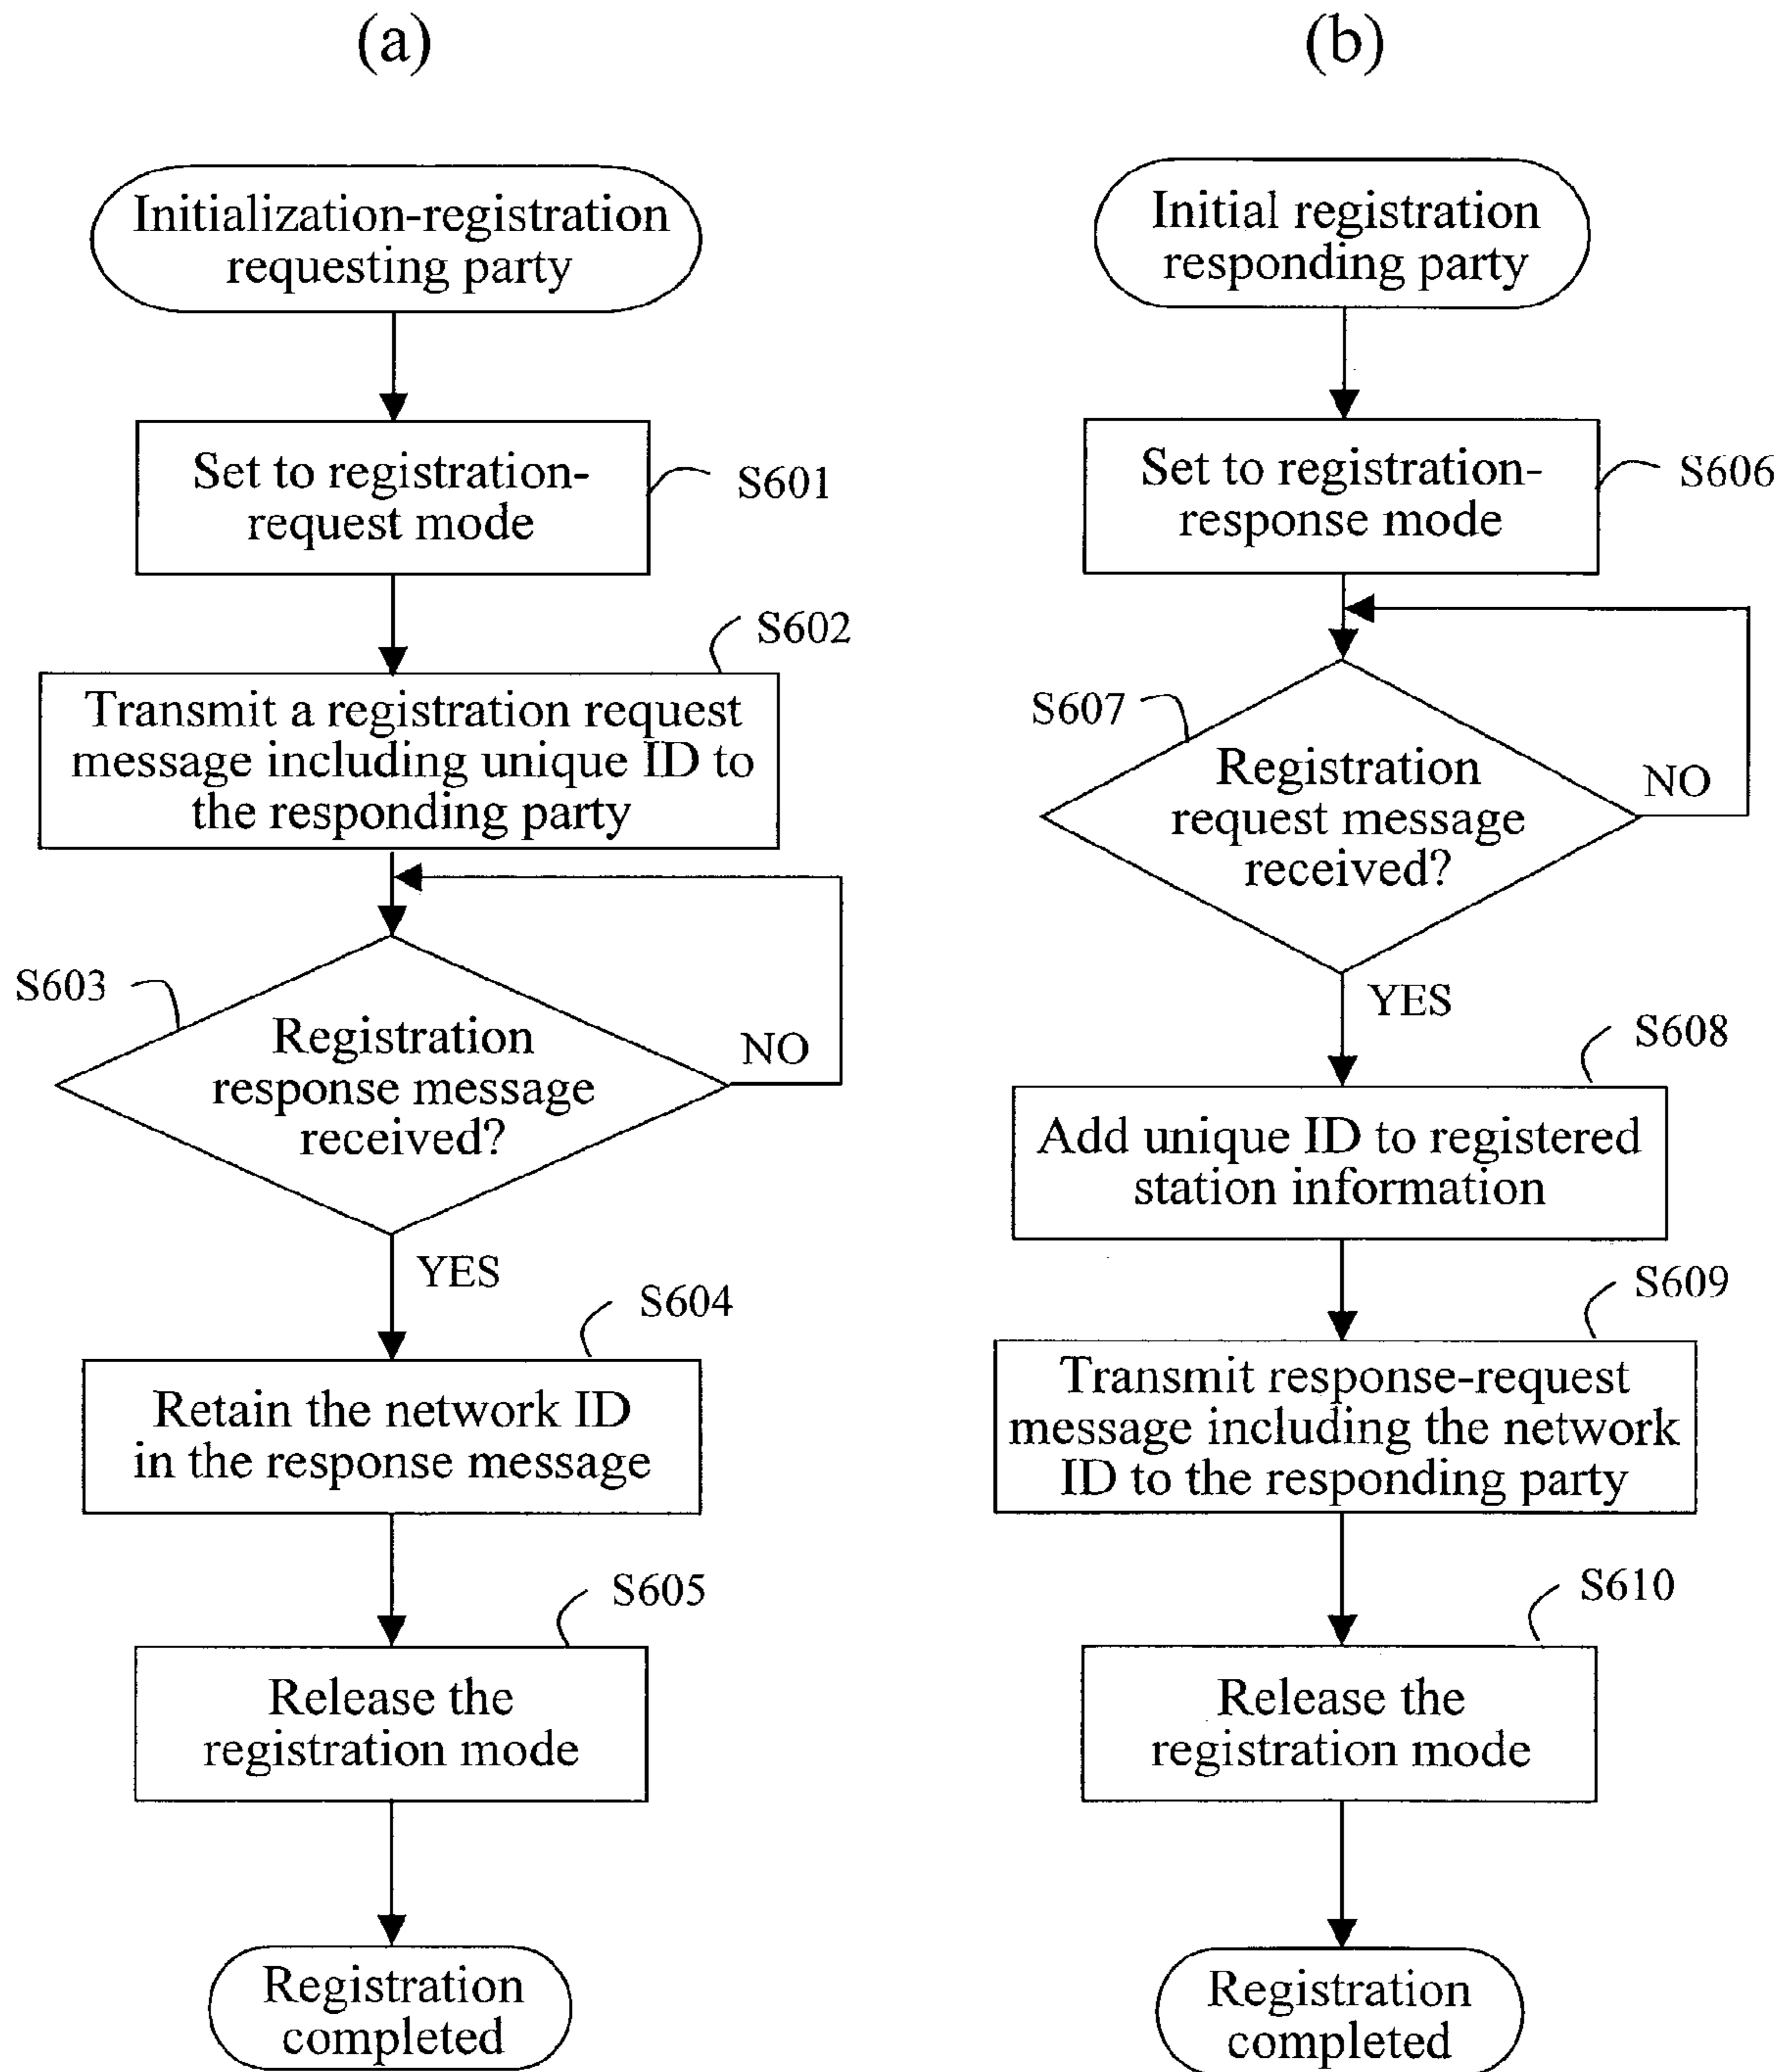 (a)
Initialization-registration
requesting party
Set to registration-
request mode
S601
S602
Transmit a registration request
message including unique ID to
the responding party
S603
Registration
response message
received?
NO
YES
S604
Retain the network ID
in the response message
S605
Release the
registration mode
Registration
completed
(b)
Initial registration
responding party
Set to registration-
response mode
S606
S607
Registration
request message
received?
NO
YES
S608
Add unique ID to registered
station information
S609
Transmit response-request
message including the network
ID to the responding party
S610
Release the
registration mode
Registration
completed